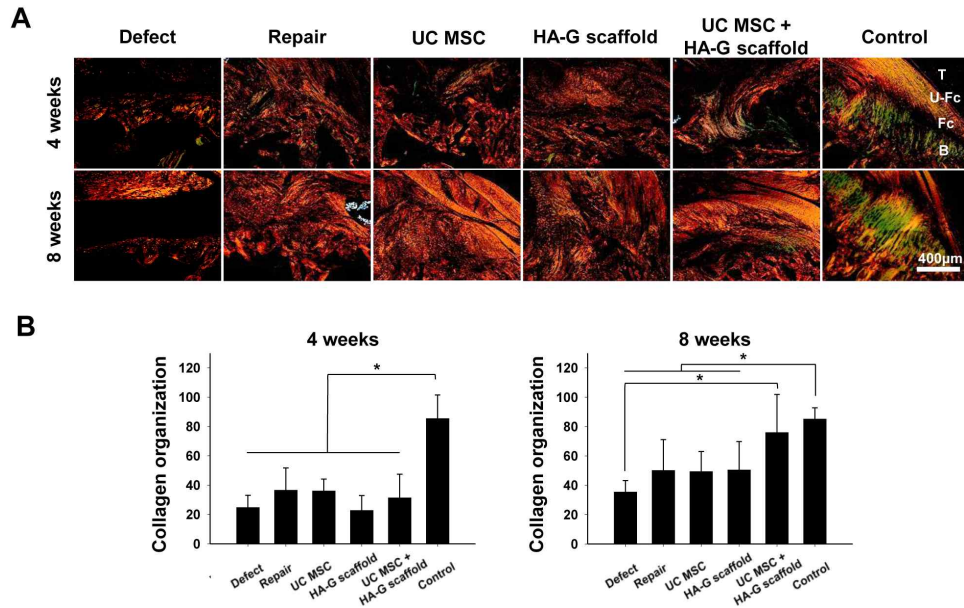 A
Defect
Repair
UC MSC
HA-G scaffold
UC MSC +
HA-G scaffold
Control
4 weeks
T
U-Fc
Fc
B
8 weeks
400μm
B
4 weeks
Collagen organization
120
100
80
60
40
20
0
*
Defect
Repair
UC MSC
HA-G scaffold
UC MSC +
HA-G scaffold
Control
8 weeks
Collagen organization
120
100
80
60
40
20
0
*
*
Defect
Repair
UC MSC
HA-G scaffold
UC MSC +
HA-G scaffold
Control